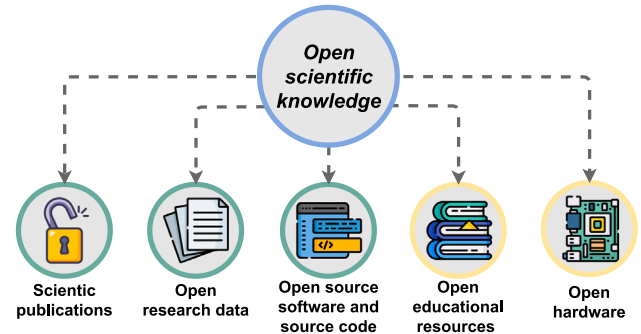 Open
scientific
knowledge
</>
Scientic
publications
Open
research data
Open source
software and
source code
Open
educational
resources
Open
hardware